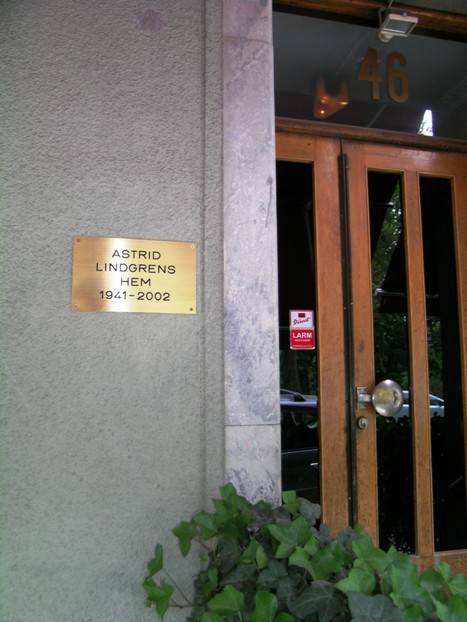 46
ASTRID
LINDGRENS
HEM
1941-2002
LARM